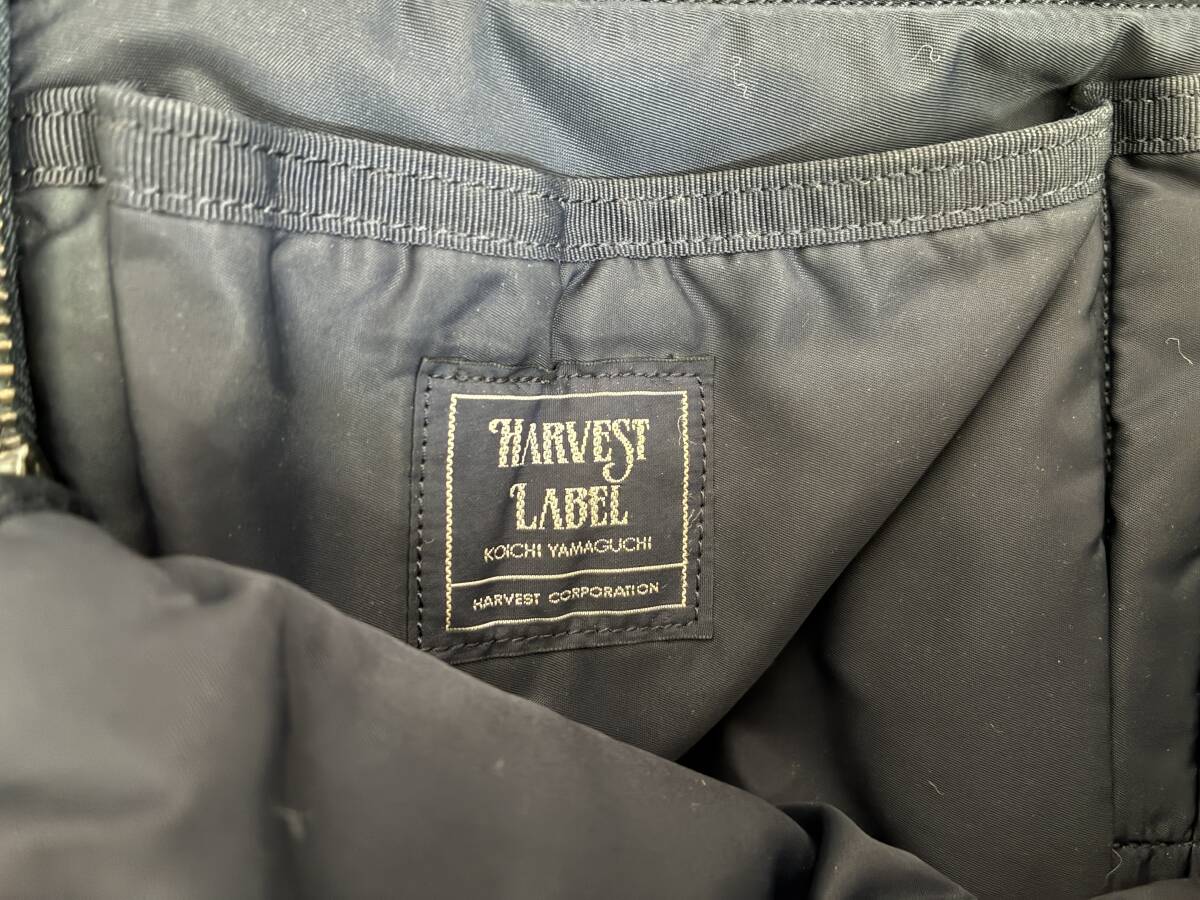 HARVEST
LABEL
KOICHI YAMAGUCHI
HARVEST CORPORATION